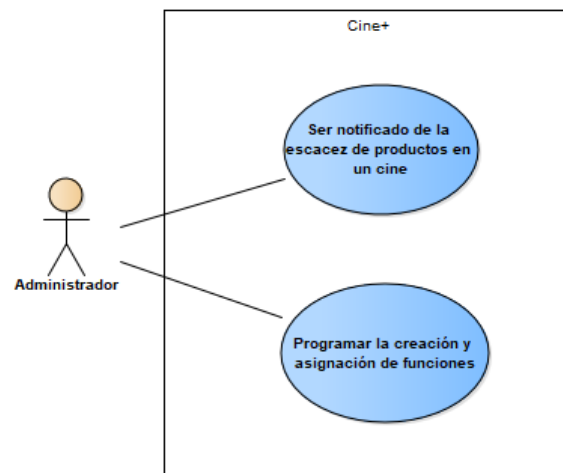 Cine+
Ser notificado de la
escacez de productos en
un cine
Administrador
Programar la creación y
asignación de funciones